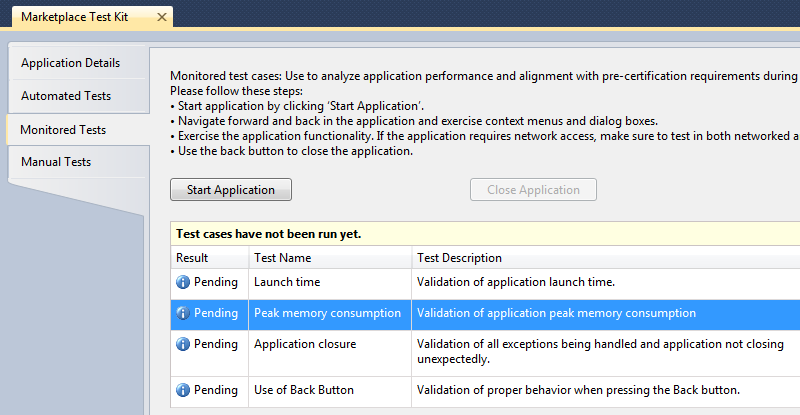 Marketplace Test Kit
Application Details
Automated Tests
Monitored Tests
Manual Tests
Monitored test cases: Use to analyze application performance and alignment with pre-certification requirements during
Please follow these steps:
• Start application by clicking 'Start Application'.
• Navigate forward and back in the application and exercise context menus and dialog boxes.
• Exercise the application functionality. If the application requires network access, make sure to test in both networked a
• Use the back button to close the application.
Start Application
Close Application
Test cases have not been run yet.
Result Test Name Test Description
Pending Launch time Validation of application launch time.
Pending Peak memory consumption Validation of application peak memory consumption
Pending Application closure Validation of all exceptions being handled and application not closing
unexpectedly.
Pending Use of Back Button Validation of proper behavior when pressing the Back button.